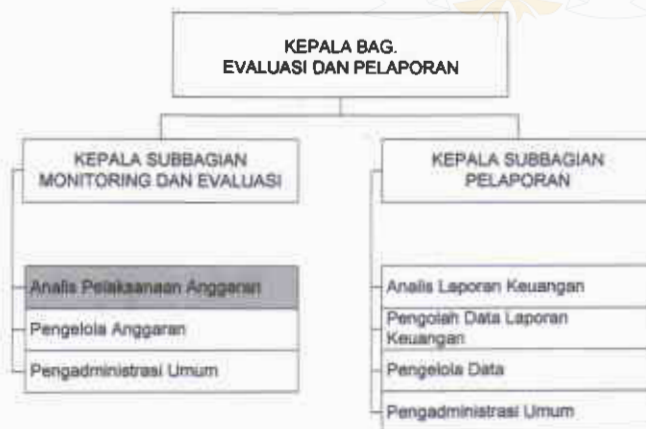 KEPALA BAG.
EVALUASI DAN PELAPORAN
KEPALA SUBBAGIAN
MONITORING DAN EVALUASI
Analis Pelaksanaan Anggaran
Pengelola Anggaran
Pengadministrasi Umum
KEPALA SUBBAGIAN
PELAPORAN
Analis Laporan Keuangan
Pengolah Data Laporan
Keuangan
Pengelola Data
Pengadministrasi Umum